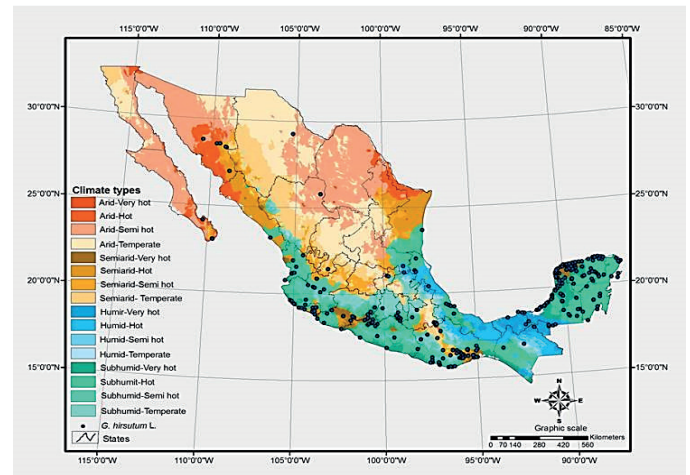 115°0'0"W 110°0'0"W 105°0'0"W 100°0'0"W 95°0'0"W 90°0'0"W 85°0'0"W
30°0'0"N 30°0'0"N
25°0'0"N 25°0'0"N
20°0'0"N 20°0'0"N
15°0'0"N 15°0'0"N
Climate types
Arid-Very hot
Arid-Hot
Arid-Semi hot
Arid-Temperate
Semiarid-Very hot
Semiarid-Hot
Semiarid-Semi hot
Semiarid- Temperate
Humir-Very hot
Humid-Hot
Humid-Semi hot
Humid-Temperate
Subhumid-Very hot
Subhumit-Hot
Subhumid-Semi hot
Subhumid-Temperate
G. hirsutum L.
States
N
W E
S
Graphic scale
Kilometers
0 70 140 280 420 560
115°0'0"W 110°0'0"W 105°0'0"W 100°0'0"W 95°0'0"W 90°0'0"W